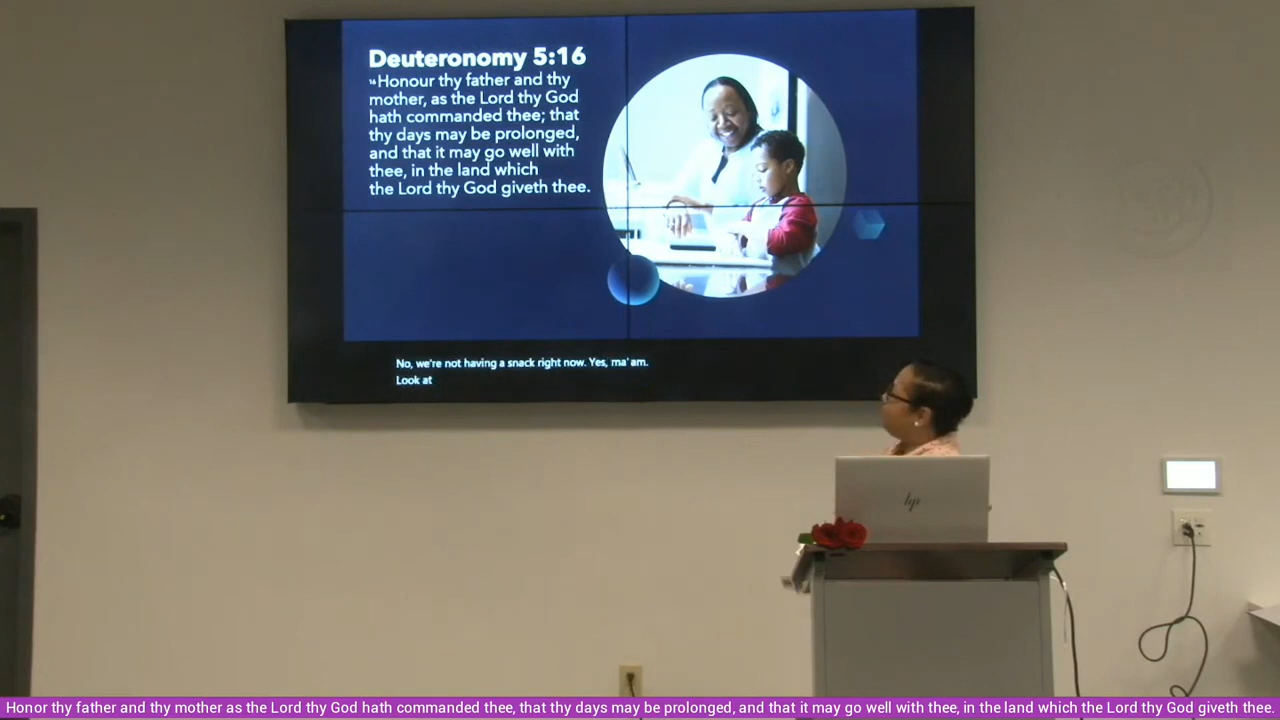 Deuteronomy 5:16
16 Honour thy father and thy
mother, as the Lord thy God
hath commanded thee; that
thy days may be prolonged,
and that it may go well with
thee, in the land which
the Lord thy God giveth thee.
No, we're not having a snack right now. Yes, ma'am.
Look at
hp
Honor thy father and thy mother as the Lord thy God hath commanded thee, that thy days may be prolonged, and that it may go well with thee, in the land which the Lord thy God giveth thee.